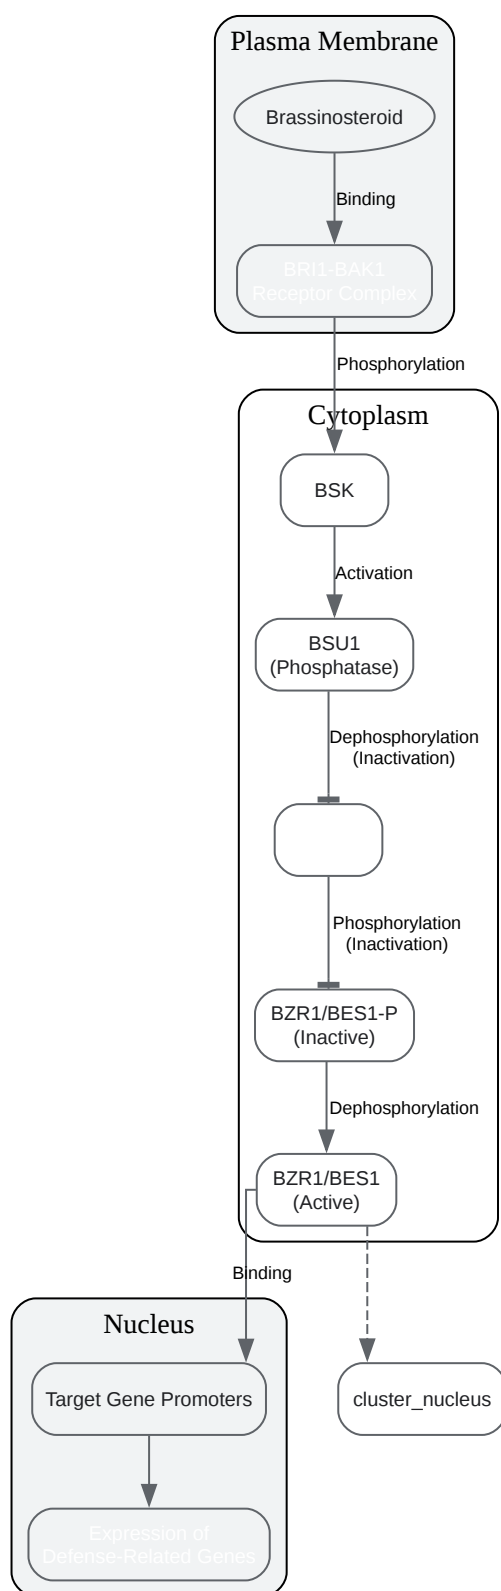 Plasma Membrane
Brassinosteroid
Binding
BRI1-BAK1
Receptor Complex
Phosphorylation
Cytoplasm
BSK
Activation
BSU1
(Phosphatase)
Dephosphorylation
(Inactivation)
Phosphorylation
(Inactivation)
BZR1/BES1-P
(Inactive)
Dephosphorylation
BZR1/BES1
(Active)
Binding
Nucleus
Target Gene Promoters
cluster_nucleus
Expression of
Defense-Related Genes